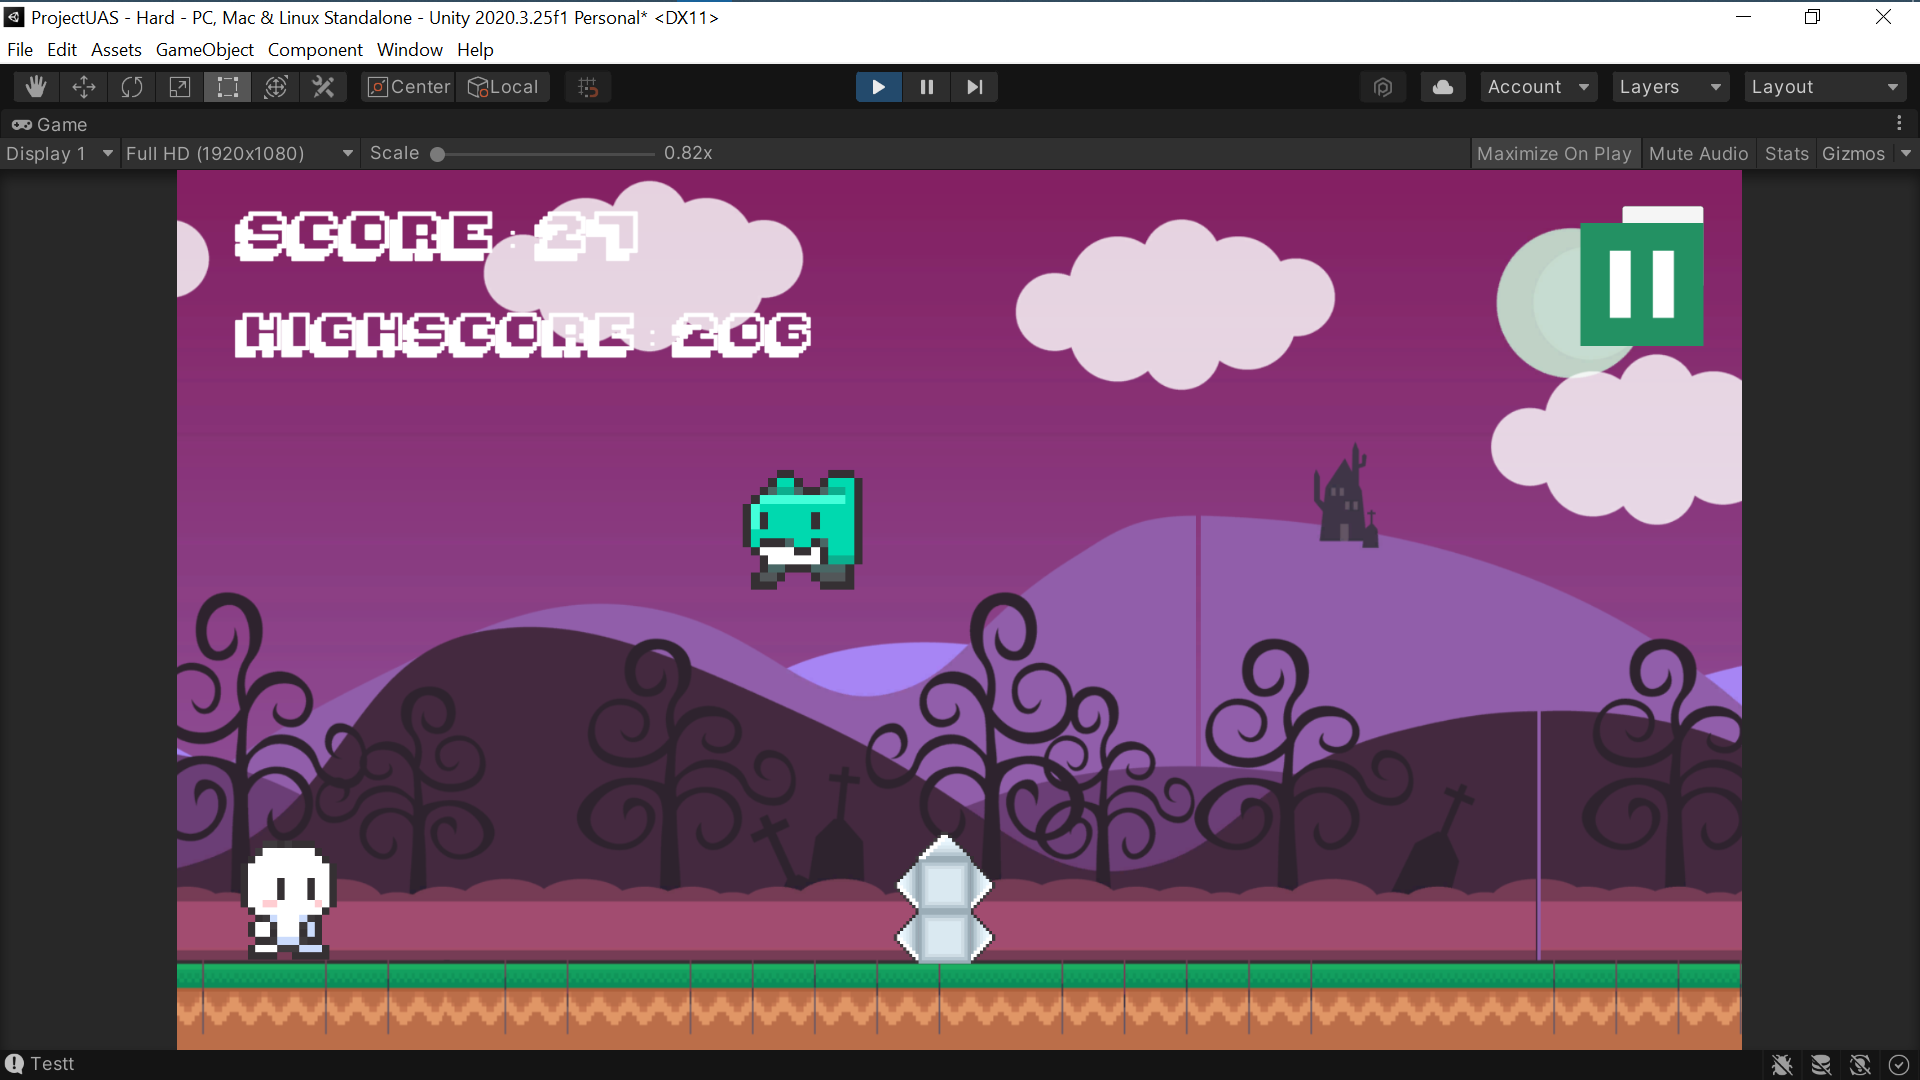 ProjectUAS - Hard - PC, Mac & Linux Standalone - Unity 2020.3.25f1 Personal* <DX11>
File Edit Assets GameObject Component Window Help
Center Local Account Layers Layout
Game
Display 1 Full HD (1920x1080) Scale 0.82x Maximize On Play Mute Audio Stats Gizmos
SCORE : 27
HIGHSCORE : 206
Testt